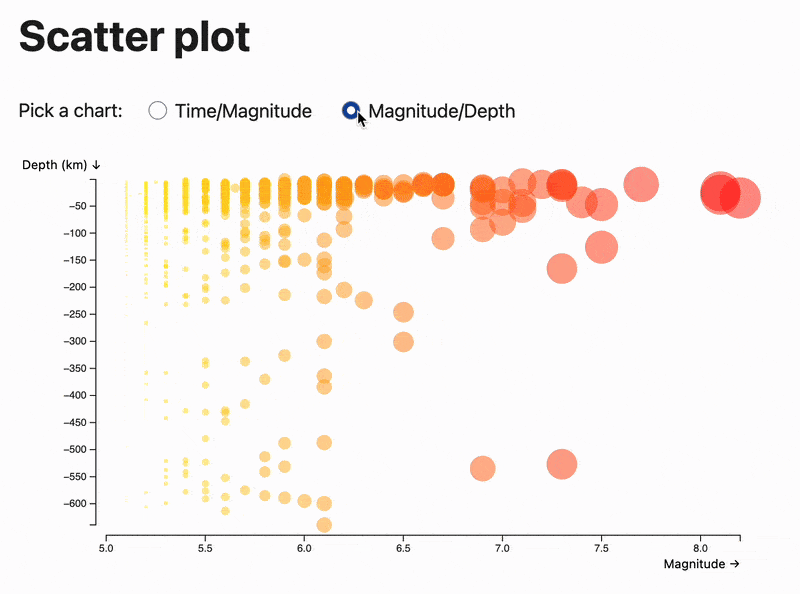 Scatter plot
Pick a chart: Time/Magnitude Magnitude/Depth
Depth (km) ↓
−50
−100
−150
−200
−250
−300
−350
−400
−450
−500
−550
−600
5.0 5.5 6.0 6.5 7.0 7.5 8.0
Magnitude →